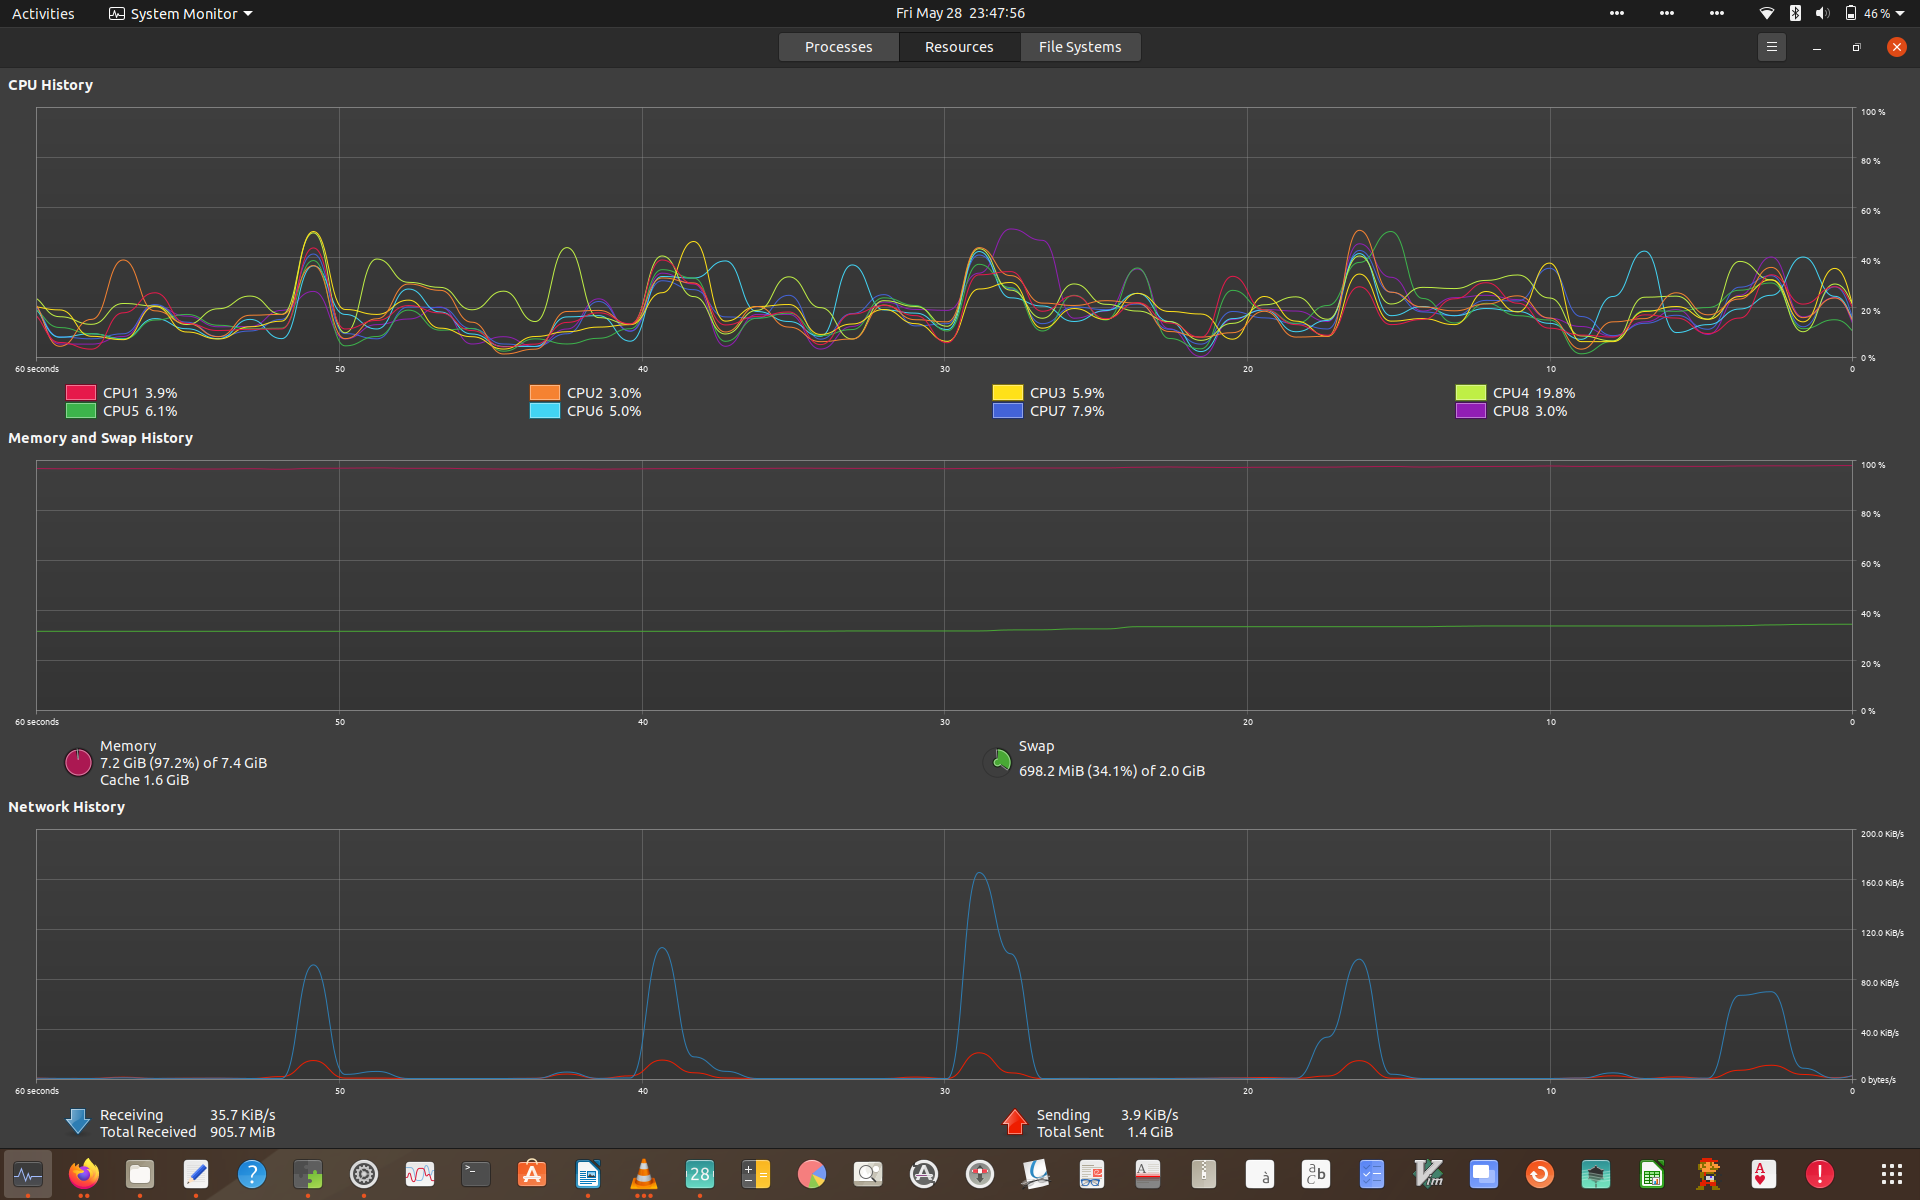 Activities System Monitor Fri May 28 23:47:56 46 %
Processes Resources File Systems
CPU History
100 %
80 %
60 %
40 %
20 %
0 %
60 seconds 50 40 30 20 10 0
CPU1 3.9% CPU2 3.0% CPU3 5.9% CPU4 19.8%
CPU5 6.1% CPU6 5.0% CPU7 7.9% CPU8 3.0%
Memory and Swap History
100 %
80 %
60 %
40 %
20 %
0 %
60 seconds 50 40 30 20 10 0
Memory
7.2 GiB (97.2%) of 7.4 GiB
Cache 1.6 GiB
Swap
698.2 MiB (34.1%) of 2.0 GiB
Network History
200.0 KiB/s
160.0 KiB/s
120.0 KiB/s
80.0 KiB/s
40.0 KiB/s
0 bytes/s
60 seconds 50 40 30 20 10 0
Receiving 35.7 KiB/s Sending 3.9 KiB/s
Total Received 905.7 MiB Total Sent 1.4 GiB
28